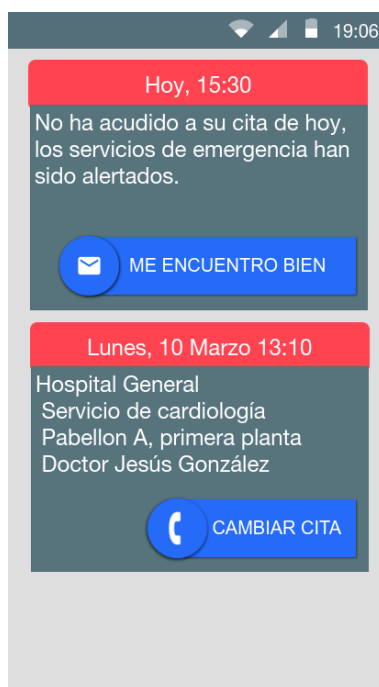 19:06
Hoy, 15:30
No ha acudido a su cita de hoy,
los servicios de emergencia han
sido alertados.
ME ENCUENTRO BIEN
Lunes, 10 Marzo 13:10
Hospital General
Servicio de cardiología
Pabellon A, primera planta
Doctor Jesús González
CAMBIAR CITA